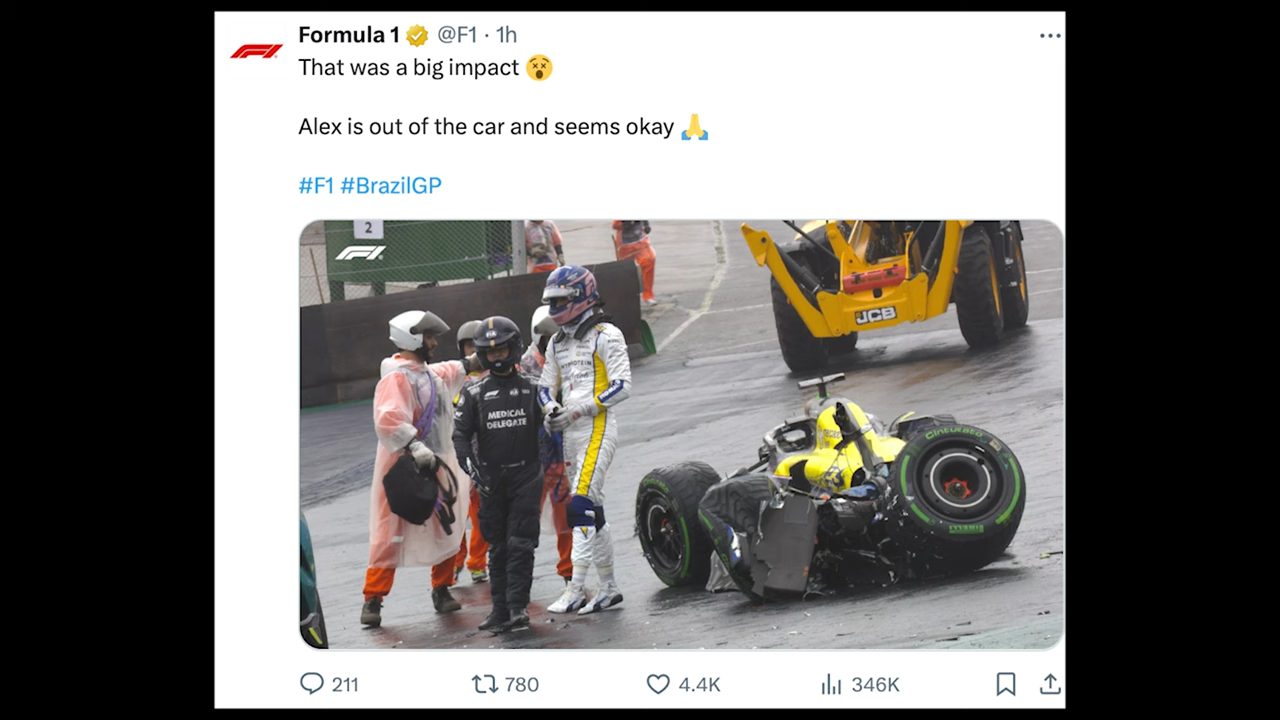 Formula 1 @F1 · 1h
That was a big impact 😵
Alex is out of the car and seems okay 🙏
#F1 #BrazilGP
2
F1
FIA
MEDICAL
DELEGATE
JCB
CINTURATO
PIRELLI
211 780 4.4K 346K